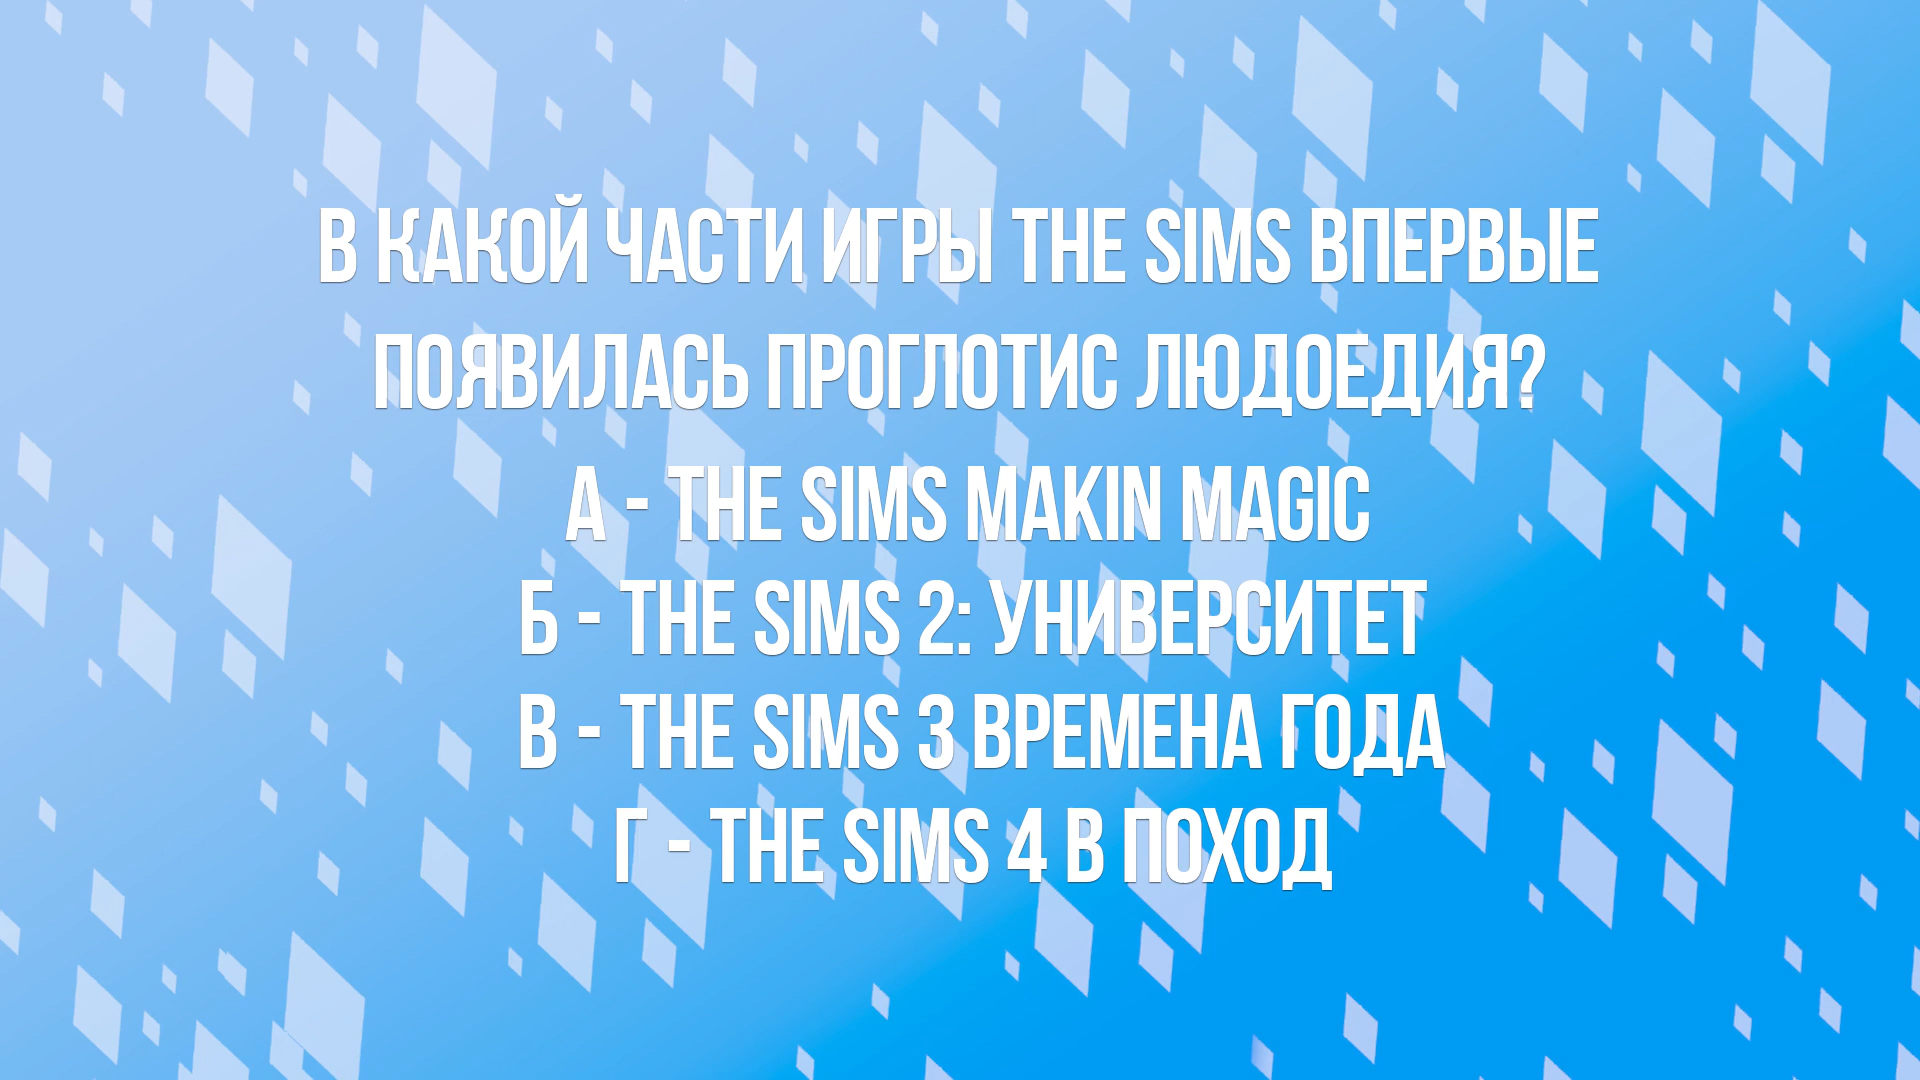 В КАКОЙ ЧАСТИ ИГРЫ THE SIMS ВПЕРВЫЕ
ПОЯВИЛАСЬ ПРОГЛОТИС ЛЮДОЕДИЯ?
А - THE SIMS MAKIN MAGIC
Б - THE SIMS 2: УНИВЕРСИТЕТ
В - THE SIMS 3 ВРЕМЕНА ГОДА
Г - THE SIMS 4 В ПОХОД